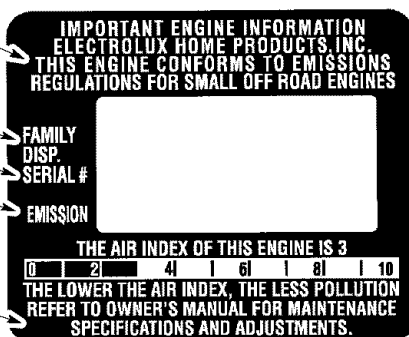 IMPORTANT ENGINE INFORMATION
ELECTROLUX HOME PRODUCTS, INC.
THIS ENGINE CONFORMS TO EMISSIONS
REGULATIONS FOR SMALL OFF ROAD ENGINES
FAMILY
DISP.
SERIAL #
EMISSION
THE AIR INDEX OF THIS ENGINE IS 3
0 2 4 6 8 10
THE LOWER THE AIR INDEX, THE LESS POLLUTION
REFER TO OWNER'S MANUAL FOR MAINTENANCE
SPECIFICATIONS AND ADJUSTMENTS.